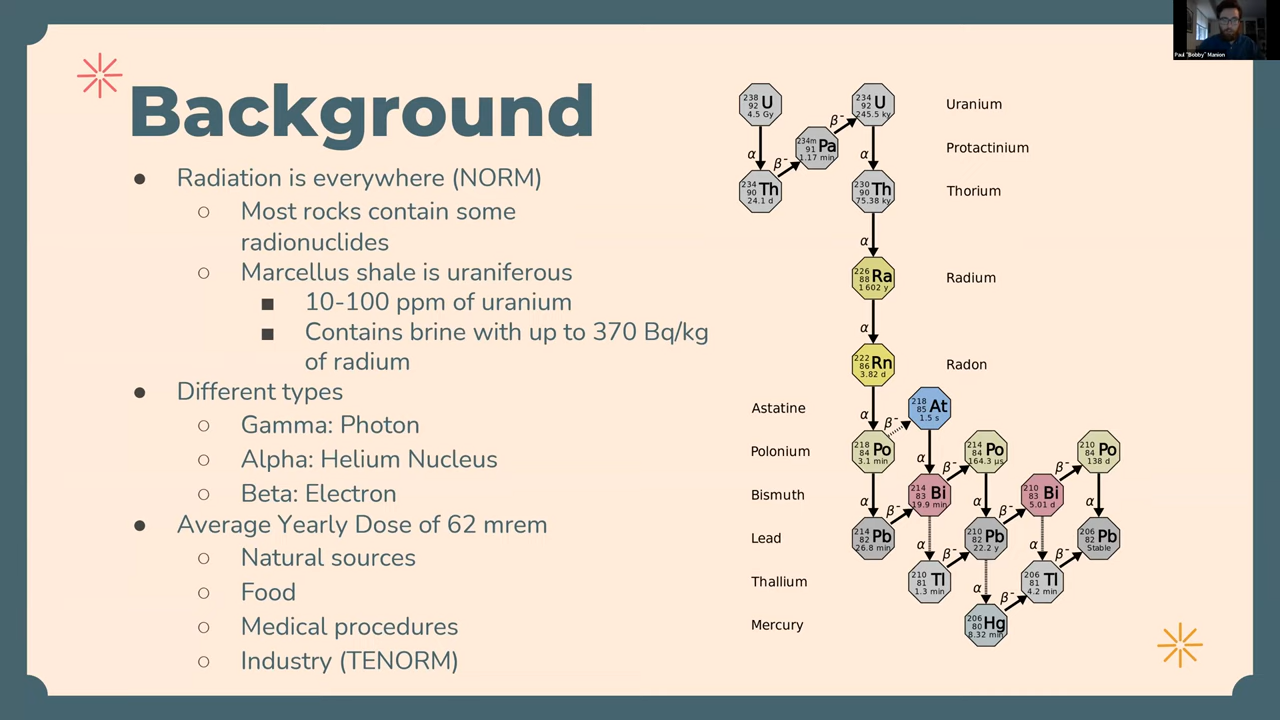 Paul "Bobby" Manion
Background
● Radiation is everywhere (NORM)
○ Most rocks contain some
radionuclides
○ Marcellus shale is uraniferous
■ 10-100 ppm of uranium
■ Contains brine with up to 370 Bq/kg
of radium
● Different types
○ Gamma: Photon
○ Alpha: Helium Nucleus
○ Beta: Electron
● Average Yearly Dose of 62 mrem
○ Natural sources
○ Food
○ Medical procedures
○ Industry (TENORM)
238 92 U 4.5 Gy
234 92 U 245.5 ky
Uranium
α
β⁻
234m 91 Pa 1.17 min
β⁻
α
Protactinium
234 90 Th 24.1 d
230 90 Th 75.38 ky
Thorium
α
226 88 Ra 1602 y
Radium
α
222 86 Rn 3.82 d
Radon
α
β⁻
Astatine
218 85 At 1.5 s
Polonium
218 84 Po 3.1 min
α
214 84 Po 164.3 µs
210 84 Po 138 d
β⁻
β⁻
Bismuth
α
214 83 Bi 19.9 min
α
210 83 Bi 5.01 d
α
β⁻
β⁻
Lead
214 82 Pb 26.8 min
α
210 82 Pb 22.2 y
α
206 82 Pb Stable
β⁻
β⁻
Thallium
210 81 Tl 1.3 min
α
206 81 Tl 4.2 min
β⁻
Mercury
206 80 Hg 8.32 min